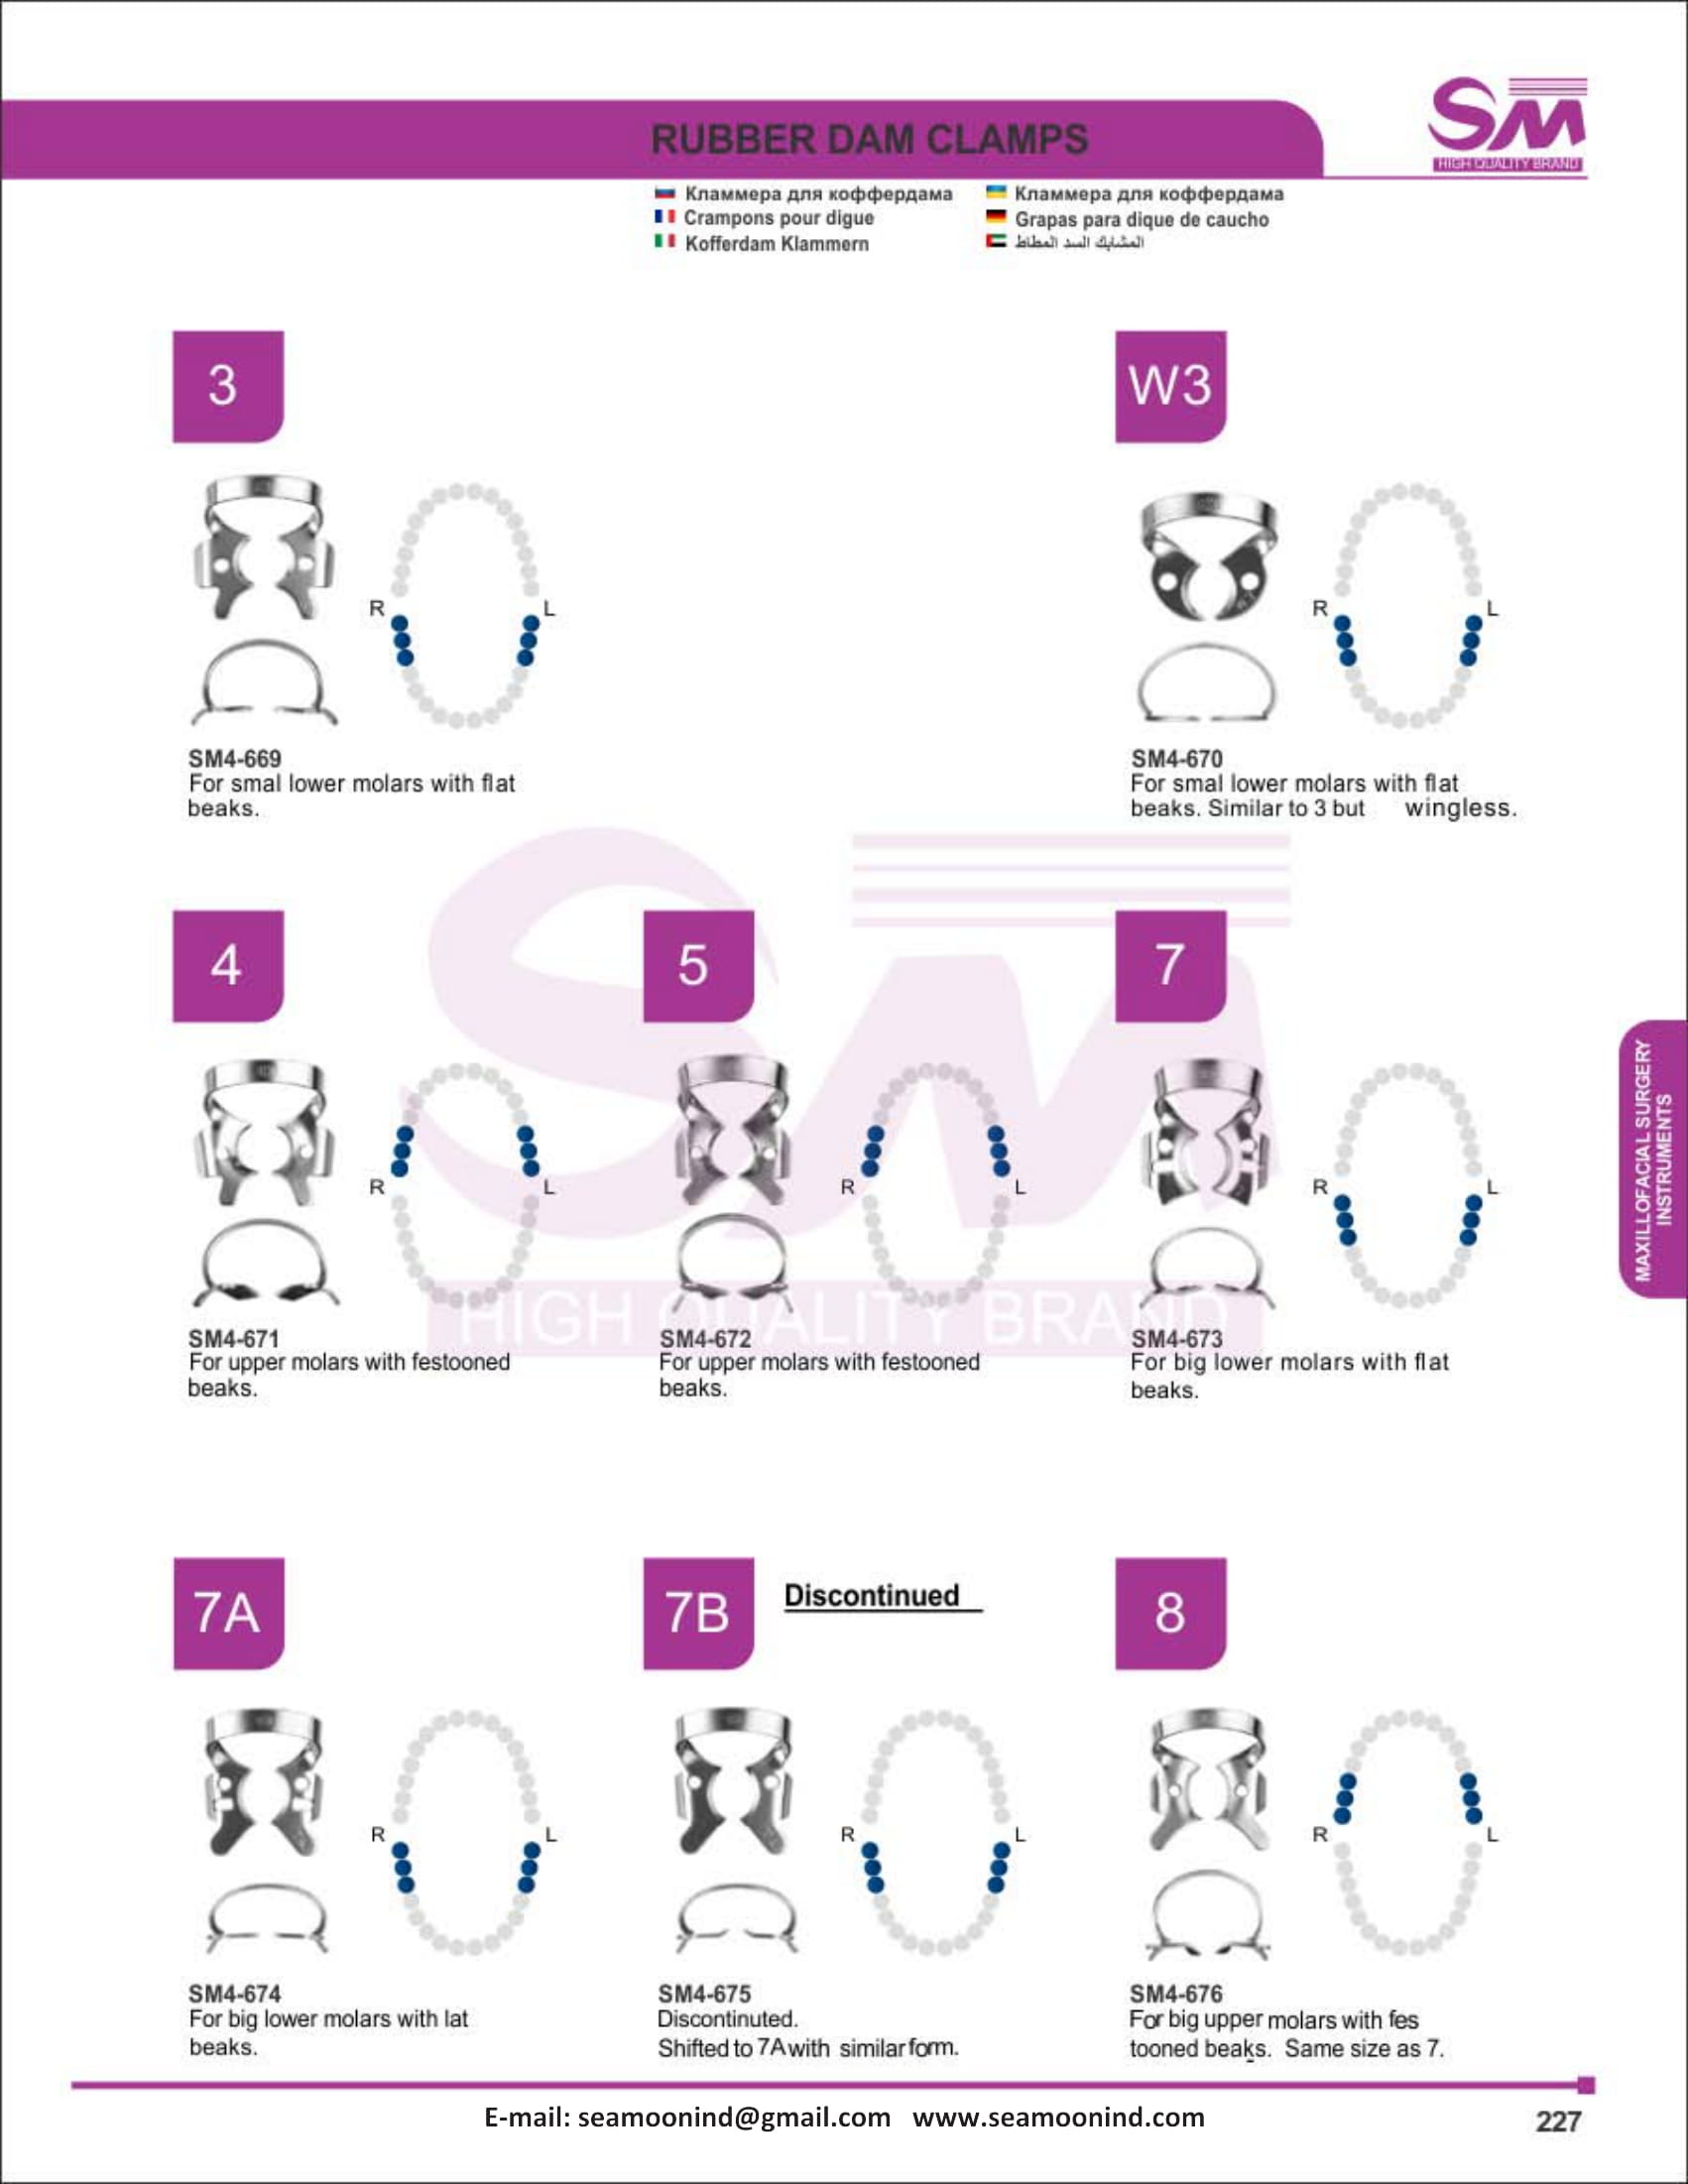 SM
HIGH QUALITY BRAND
RUBBER DAM CLAMPS
Кламмера для коффердама
Кламмера для коффердама
Crampons pour digue
Grapas para dique de caucho
Kofferdam Klammern
المشابك السد المطاط
3
W3
R L
R L
SM4-669
For smal lower molars with flat
beaks.
SM4-670
For smal lower molars with flat
beaks. Similar to 3 but wingless.
SM
HIGH QUALITY BRAND
4
5
7
R L
R L
R L
SM4-671
For upper molars with festooned
beaks.
SM4-672
For upper molars with festooned
beaks.
SM4-673
For big lower molars with flat
beaks.
MAXILLOFACIAL SURGERY
INSTRUMENTS
7A
7B
Discontinued
8
R L
R L
R L
SM4-674
For big lower molars with lat
beaks.
SM4-675
Discontinuted.
Shifted to 7A with similar form.
SM4-676
For big upper molars with fes
tooned beaks. Same size as 7.
E-mail: seamoonind@gmail.com www.seamoonind.com
227